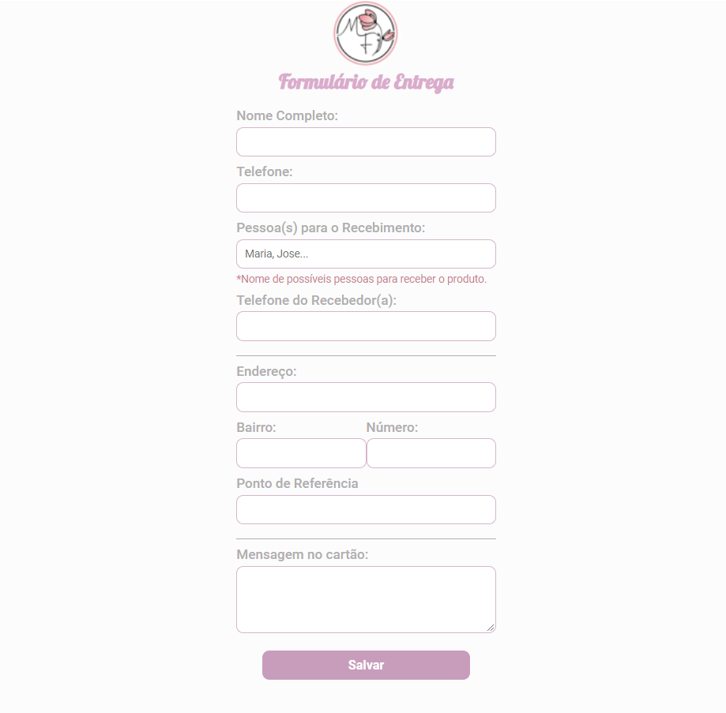 MF
Formulário de Entrega
Nome Completo:
Telefone:
Pessoa(s) para o Recebimento:
Maria, Jose...
*Nome de possíveis pessoas para receber o produto.
Telefone do Recebedor(a):
Endereço:
Bairro: Número:
Ponto de Referência
Mensagem no cartão:
Salvar